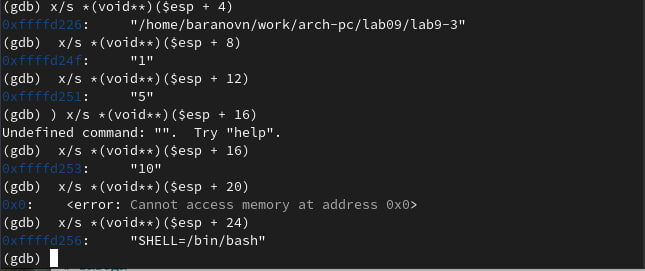 (gdb) x/s *(void**)($esp + 4)
0xffffd226:     "/home/baranovn/work/arch-pc/lab09/lab9-3"
(gdb)  x/s *(void**)($esp + 8)
0xffffd24f:     "1"
(gdb)  x/s *(void**)($esp + 12)
0xffffd251:     "5"
(gdb) ) x/s *(void**)($esp + 16)
Undefined command: "".  Try "help".
(gdb)  x/s *(void**)($esp + 16)
0xffffd253:     "10"
(gdb)  x/s *(void**)($esp + 20)
0x0:    <error: Cannot access memory at address 0x0>
(gdb)  x/s *(void**)($esp + 24)
0xffffd256:     "SHELL=/bin/bash"
(gdb)